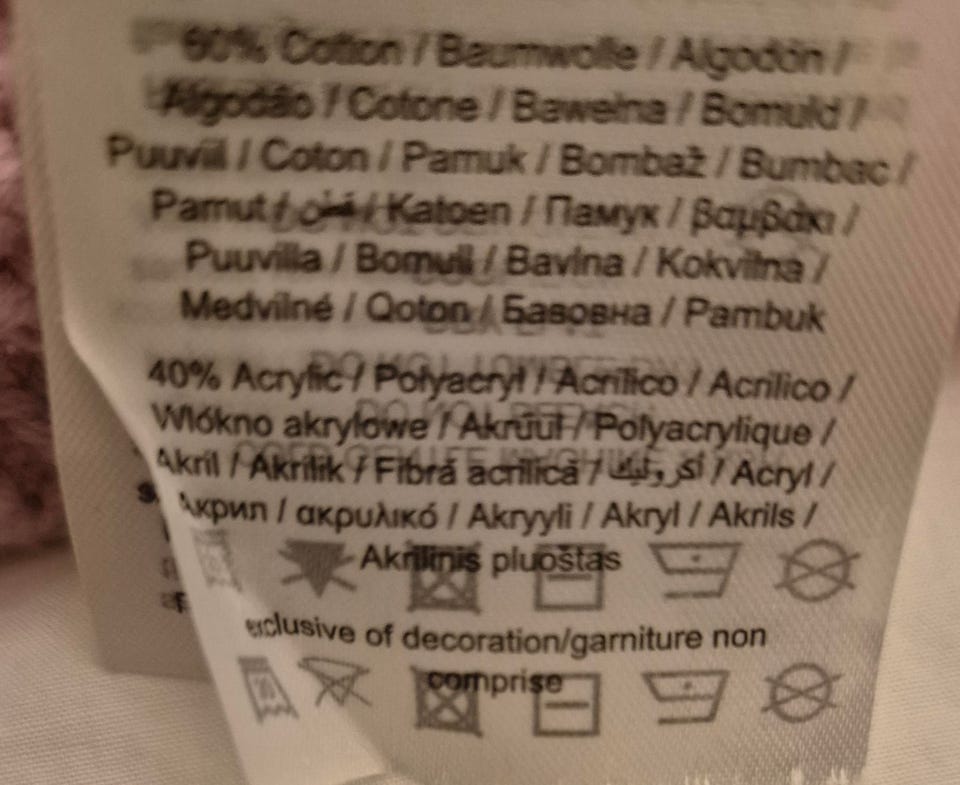 60% Cotton / Baumwolle / Algodón /
Algodão / Cotone / Bawełna / Bomuld /
Puuvill / Coton / Pamuk / Bombaž / Bumbac /
Pamut / قطن / Katoen / Памук / βαμβάκι /
Puuvilla / Bomull / Bavlna / Kokvilna /
Medvilnė / Qoton / Бавовна / Pambuk
40% Acrylic / Polyacryl / Acrílico / Acrilico /
Włókno akrylowe / Akrüül / Polyacrylique /
Akril / Akrilik / Fibră acrilică / / Acryl /
Акрил / ακρυλικό / Akryyli / Akryl / Akrils /
Akrilinis pluoštas
exclusive of decoration/garniture non
comprise